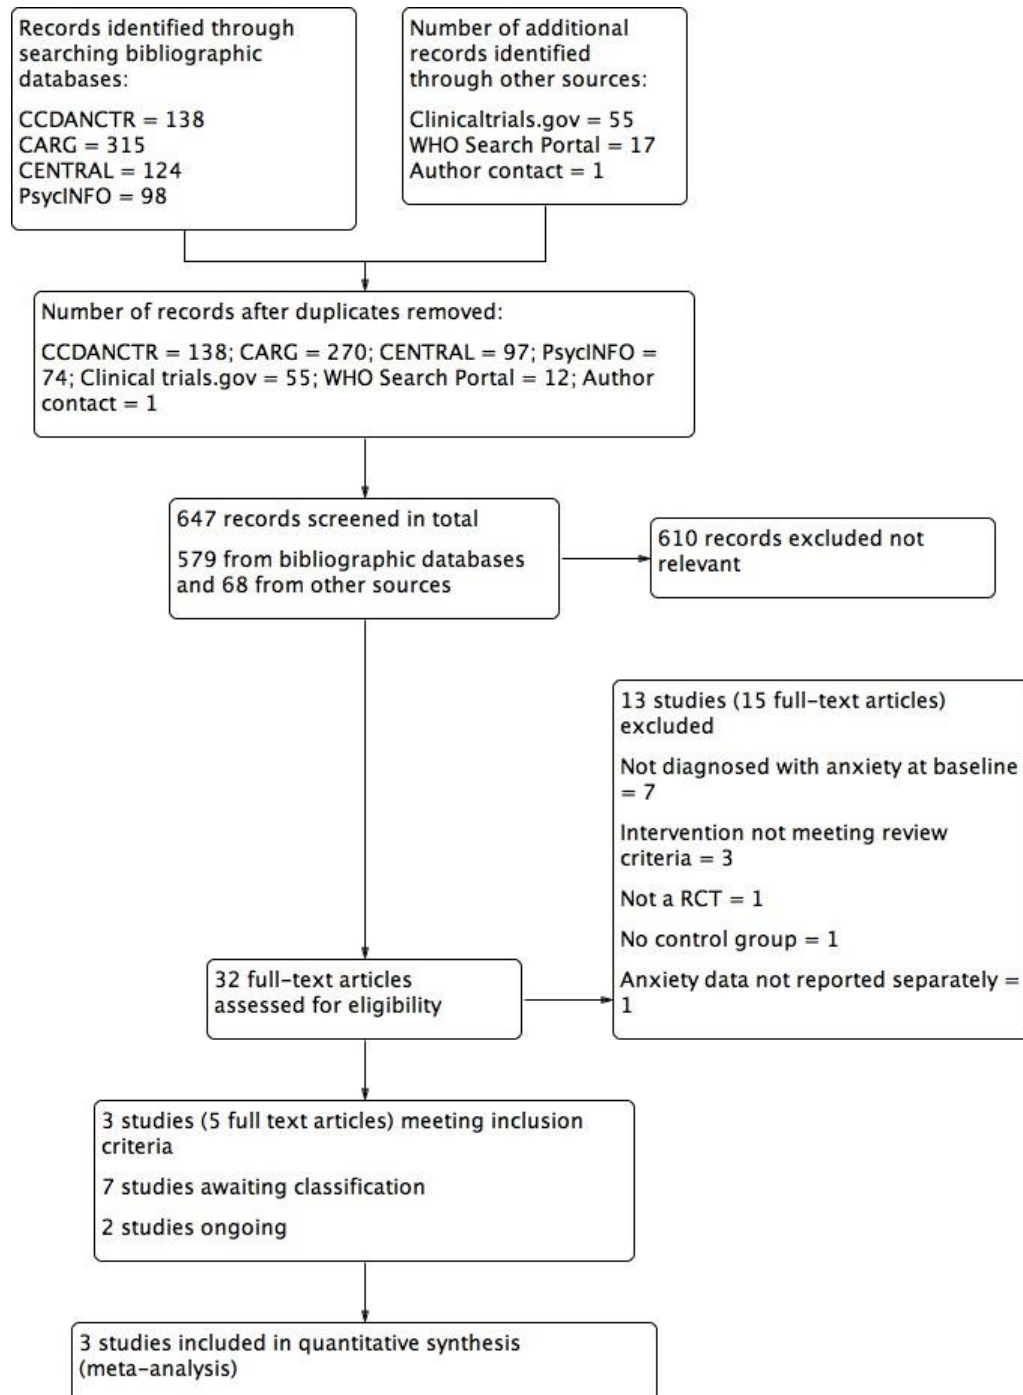 Records identified through
searching bibliographic
databases:
CCDANCTR = 138
CARG = 315
CENTRAL = 124
PsycINFO = 98
Number of additional
records identified
through other sources:
Clinicaltrials.gov = 55
WHO Search Portal = 17
Author contact = 1
Number of records after duplicates removed:
CCDANCTR = 138; CARG = 270; CENTRAL = 97; PsycINFO =
74; Clinical trials.gov = 55; WHO Search Portal = 12; Author
contact = 1
647 records screened in total
579 from bibliographic databases
and 68 from other sources
610 records excluded not
relevant
13 studies (15 full-text articles)
excluded
Not diagnosed with anxiety at baseline
= 7
Intervention not meeting review
criteria = 3
Not a RCT = 1
No control group = 1
Anxiety data not reported separately =
1
32 full-text articles
assessed for eligibility
3 studies (5 full text articles) meeting inclusion
criteria
7 studies awaiting classification
2 studies ongoing
3 studies included in quantitative synthesis
(meta-analysis)